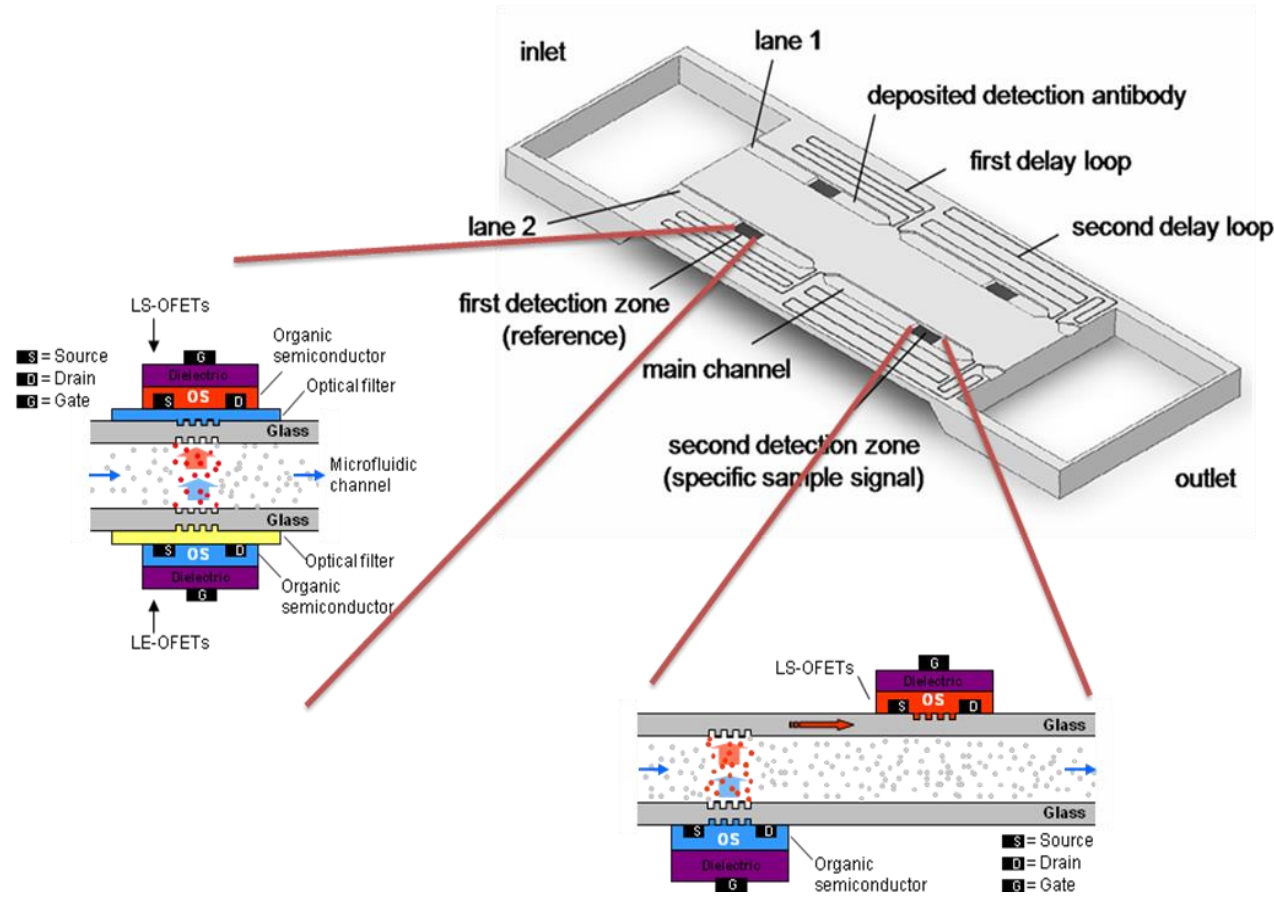 inlet
lane 1
deposited detection antibody
first delay loop
second delay loop
lane 2
first detection zone
(reference)
main channel
second detection zone
(specific sample signal)
outlet
LS-OFETs
S = Source
D = Drain
G = Gate
G
Dielectric
S OS D
Organic
semiconductor
Optical filter
Glass
Microfluidic
channel
Glass
Optical filter
S OS D
Dielectric
G
Organic
semiconductor
LE-OFETs
LS-OFETs
G
Dielectric
S OS D
Glass
Glass
S OS D
Dielectric
G
Organic
semiconductor
S = Source
D = Drain
G = Gate